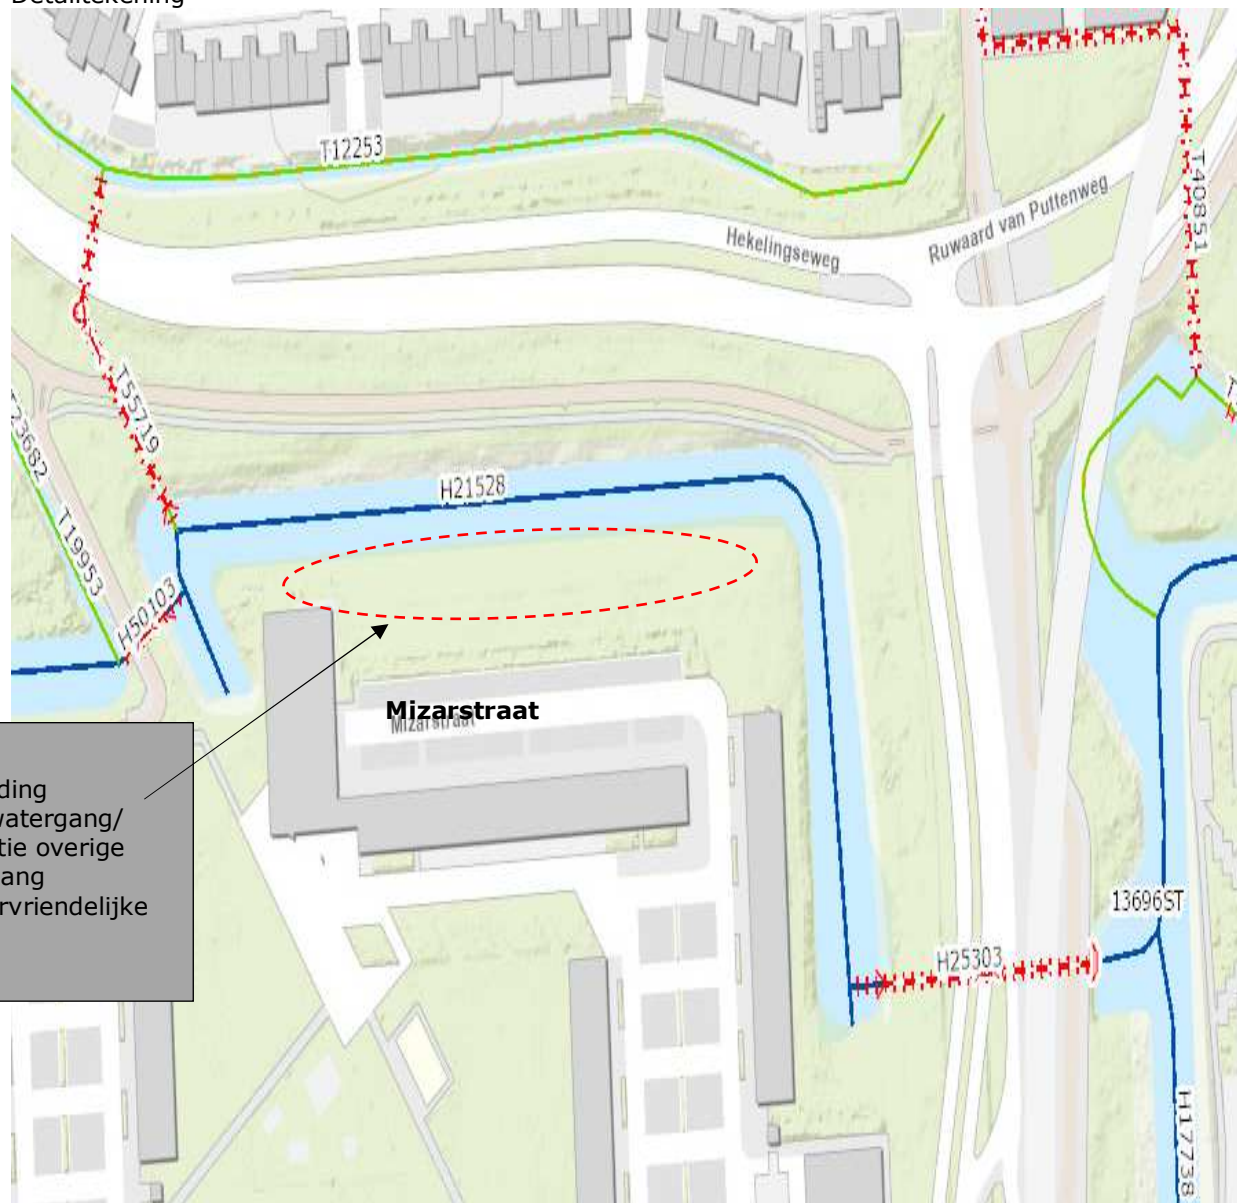 Detailtekening
T12253
Hekelingseweg
Ruwaard van Puttenweg
T40851
T55719
T23682
T19953
H21528
H50103
Mizarstraat
Mizarstraat
ding
watergang/
tie overige
ang
rvriendelijke
H25303
13696ST
H17738